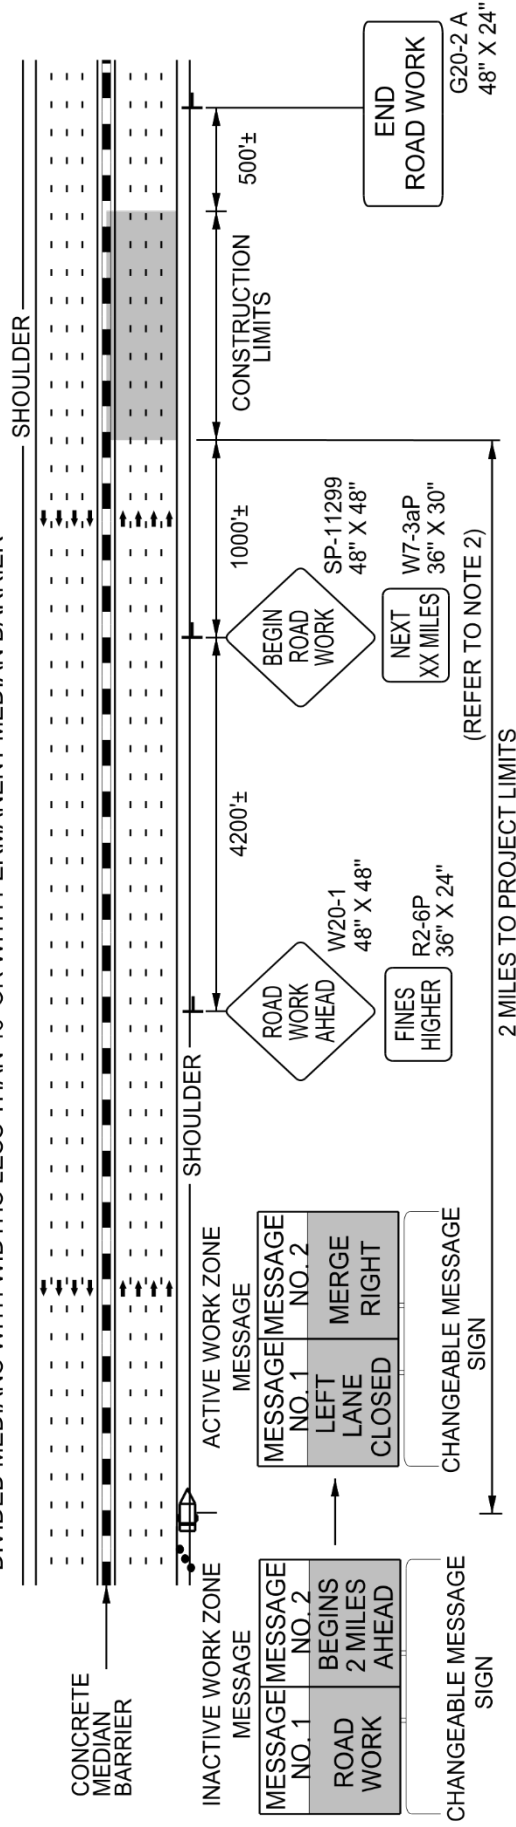 DIVIDED MEDIANS WITH WIDTHS LESS THAN 46' OR WITH PERMANENT MEDIAN BARRIER
SHOULDER
CONCRETE
MEDIAN
BARRIER
SHOULDER
4200'±
1000'±
CONSTRUCTION
LIMITS
500'±
INACTIVE WORK ZONE
MESSAGE
MESSAGE
NO. 1
MESSAGE
NO. 2
ROAD
WORK
BEGINS
2 MILES
AHEAD
CHANGEABLE MESSAGE
SIGN
ACTIVE WORK ZONE
MESSAGE
MESSAGE
NO. 1
MESSAGE
NO. 2
LEFT
LANE
CLOSED
MERGE
RIGHT
CHANGEABLE MESSAGE
SIGN
ROAD
WORK
AHEAD
W20-1
48" X 48"
FINES
HIGHER
R2-6P
36" X 24"
BEGIN
ROAD
WORK
SP-11299
48" X 48"
NEXT
XX MILES
W7-3aP
36" X 30"
END
ROAD WORK
G20-2 A
48" X 24"
(REFER TO NOTE 2)
2 MILES TO PROJECT LIMITS